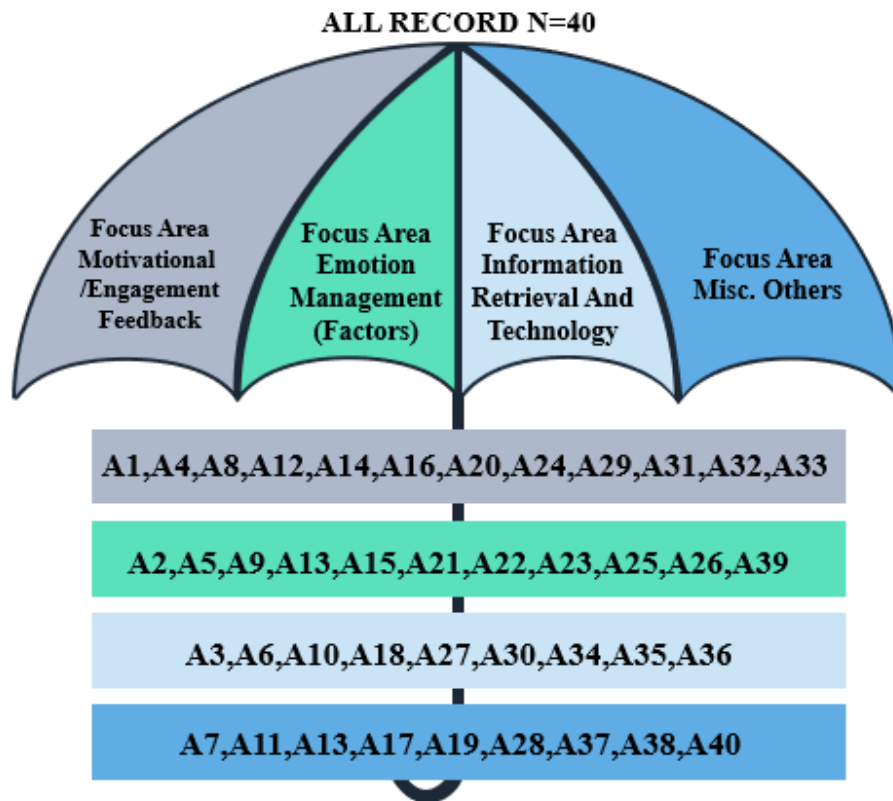 ALL RECORD N=40
Focus Area
Motivational
/Engagement
Feedback
Focus Area
Emotion
Management
(Factors)
Focus Area
Information
Retrieval And
Technology
Focus Area
Misc. Others
A1,A4,A8,A12,A14,A16,A20,A24,A29,A31,A32,A33
A2,A5,A9,A13,A15,A21,A22,A23,A25,A26,A39
A3,A6,A10,A18,A27,A30,A34,A35,A36
A7,A11,A13,A17,A19,A28,A37,A38,A40